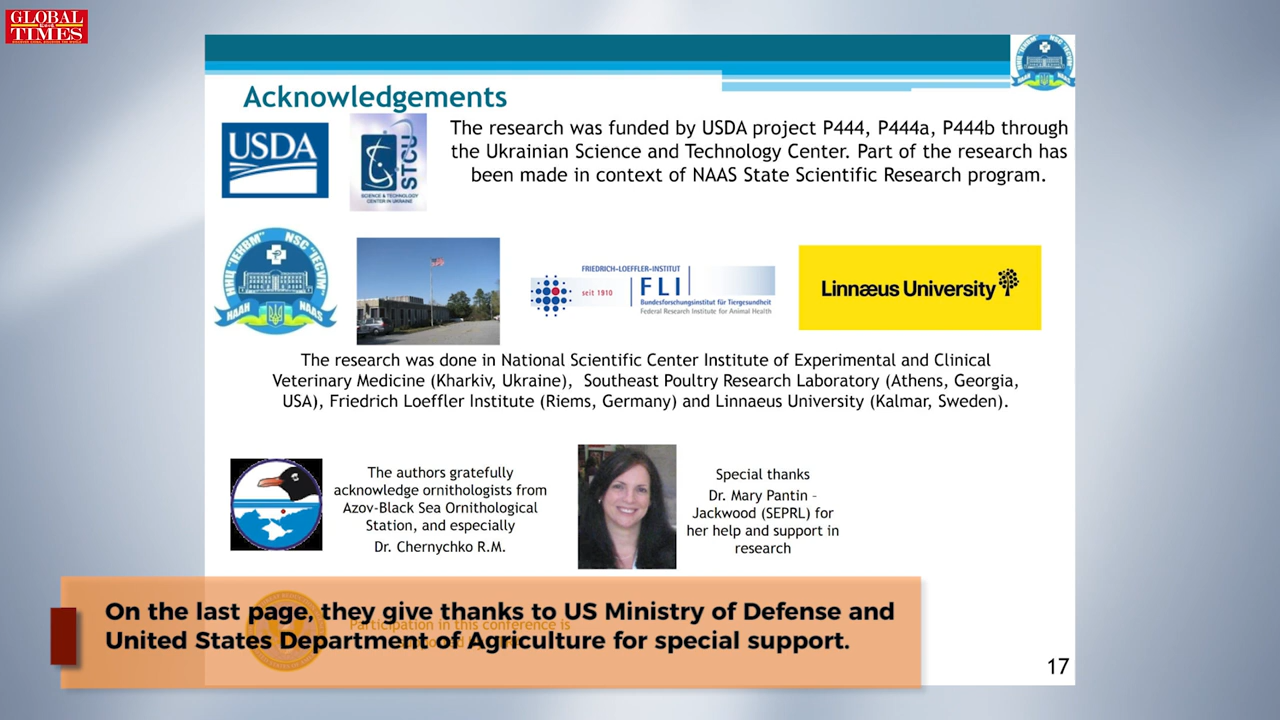 GLOBAL
TIMES
Acknowledgements
USDA
STCU
SCIENCE & TECHNOLOGY
CENTER IN UKRAINE
The research was funded by USDA project P444, P444a, P444b through
the Ukrainian Science and Technology Center. Part of the research has
been made in context of NAAS State Scientific Research program.
ННЦ "ІЕКВМ" NSC "IECVM"
НААН NAAS
FRIEDRICH-LOEFFLER-INSTITUT
seit 1910
FLI
Bundesforschungsinstitut für Tiergesundheit
Federal Research Institute for Animal Health
Linnæus University
The research was done in National Scientific Center Institute of Experimental and Clinical
Veterinary Medicine (Kharkiv, Ukraine), Southeast Poultry Research Laboratory (Athens, Georgia,
USA), Friedrich Loeffler Institute (Riems, Germany) and Linnaeus University (Kalmar, Sweden).
The authors gratefully
acknowledge ornithologists from
Azov-Black Sea Ornithological
Station, and especially
Dr. Chernychko R.M.
Special thanks
Dr. Mary Pantin –
Jackwood (SEPRL) for
her help and support in
research
Participation in this conference is
On the last page, they give thanks to US Ministry of Defense and
United States Department of Agriculture for special support.
17